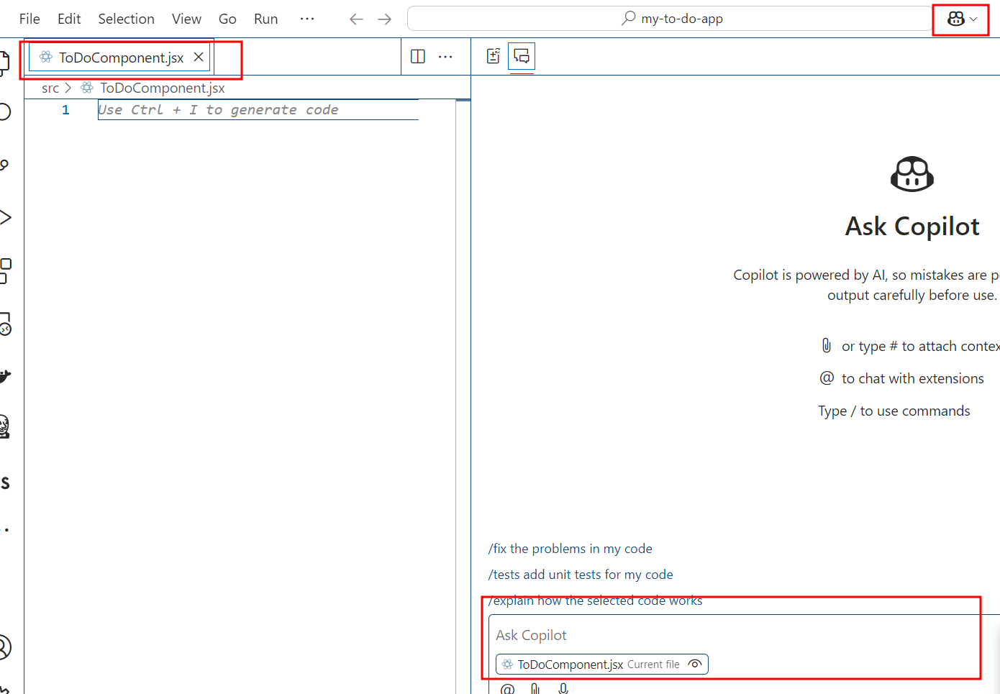 File Edit Selection View Go Run ··· my-to-do-app
ToDoComponent.jsx
src > ToDoComponent.jsx
1 Use Ctrl + I to generate code
Ask Copilot
Copilot is powered by AI, so mistakes are
output carefully before use.
or type # to attach
@ to chat with extensions
Type / to use commands
/fix the problems in my code
/tests add unit tests for my code
/explain how the selected code works
Ask Copilot
ToDoComponent.jsx Current file
@